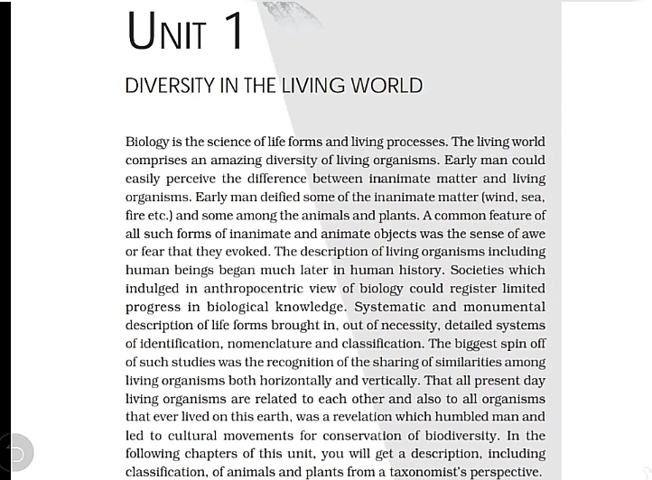 UNIT 1
DIVERSITY IN THE LIVING WORLD
Biology is the science of life forms and living processes. The living world
comprises an amazing diversity of living organisms. Early man could
easily perceive the difference between inanimate matter and living
organisms. Early man deified some of the inanimate matter (wind, sea,
fire etc.) and some among the animals and plants. A common feature of
all such forms of inanimate and animate objects was the sense of awe
or fear that they evoked. The description of living organisms including
human beings began much later in human history. Societies which
indulged in anthropocentric view of biology could register limited
progress in biological knowledge. Systematic and monumental
description of life forms brought in, out of necessity, detailed systems
of identification, nomenclature and classification. The biggest spin off
of such studies was the recognition of the sharing of similarities among
living organisms both horizontally and vertically. That all present day
living organisms are related to each other and also to all organisms
that ever lived on this earth, was a revelation which humbled man and
led to cultural movements for conservation of biodiversity. In the
following chapters of this unit, you will get a description, including
classification, of animals and plants from a taxonomist's perspective.